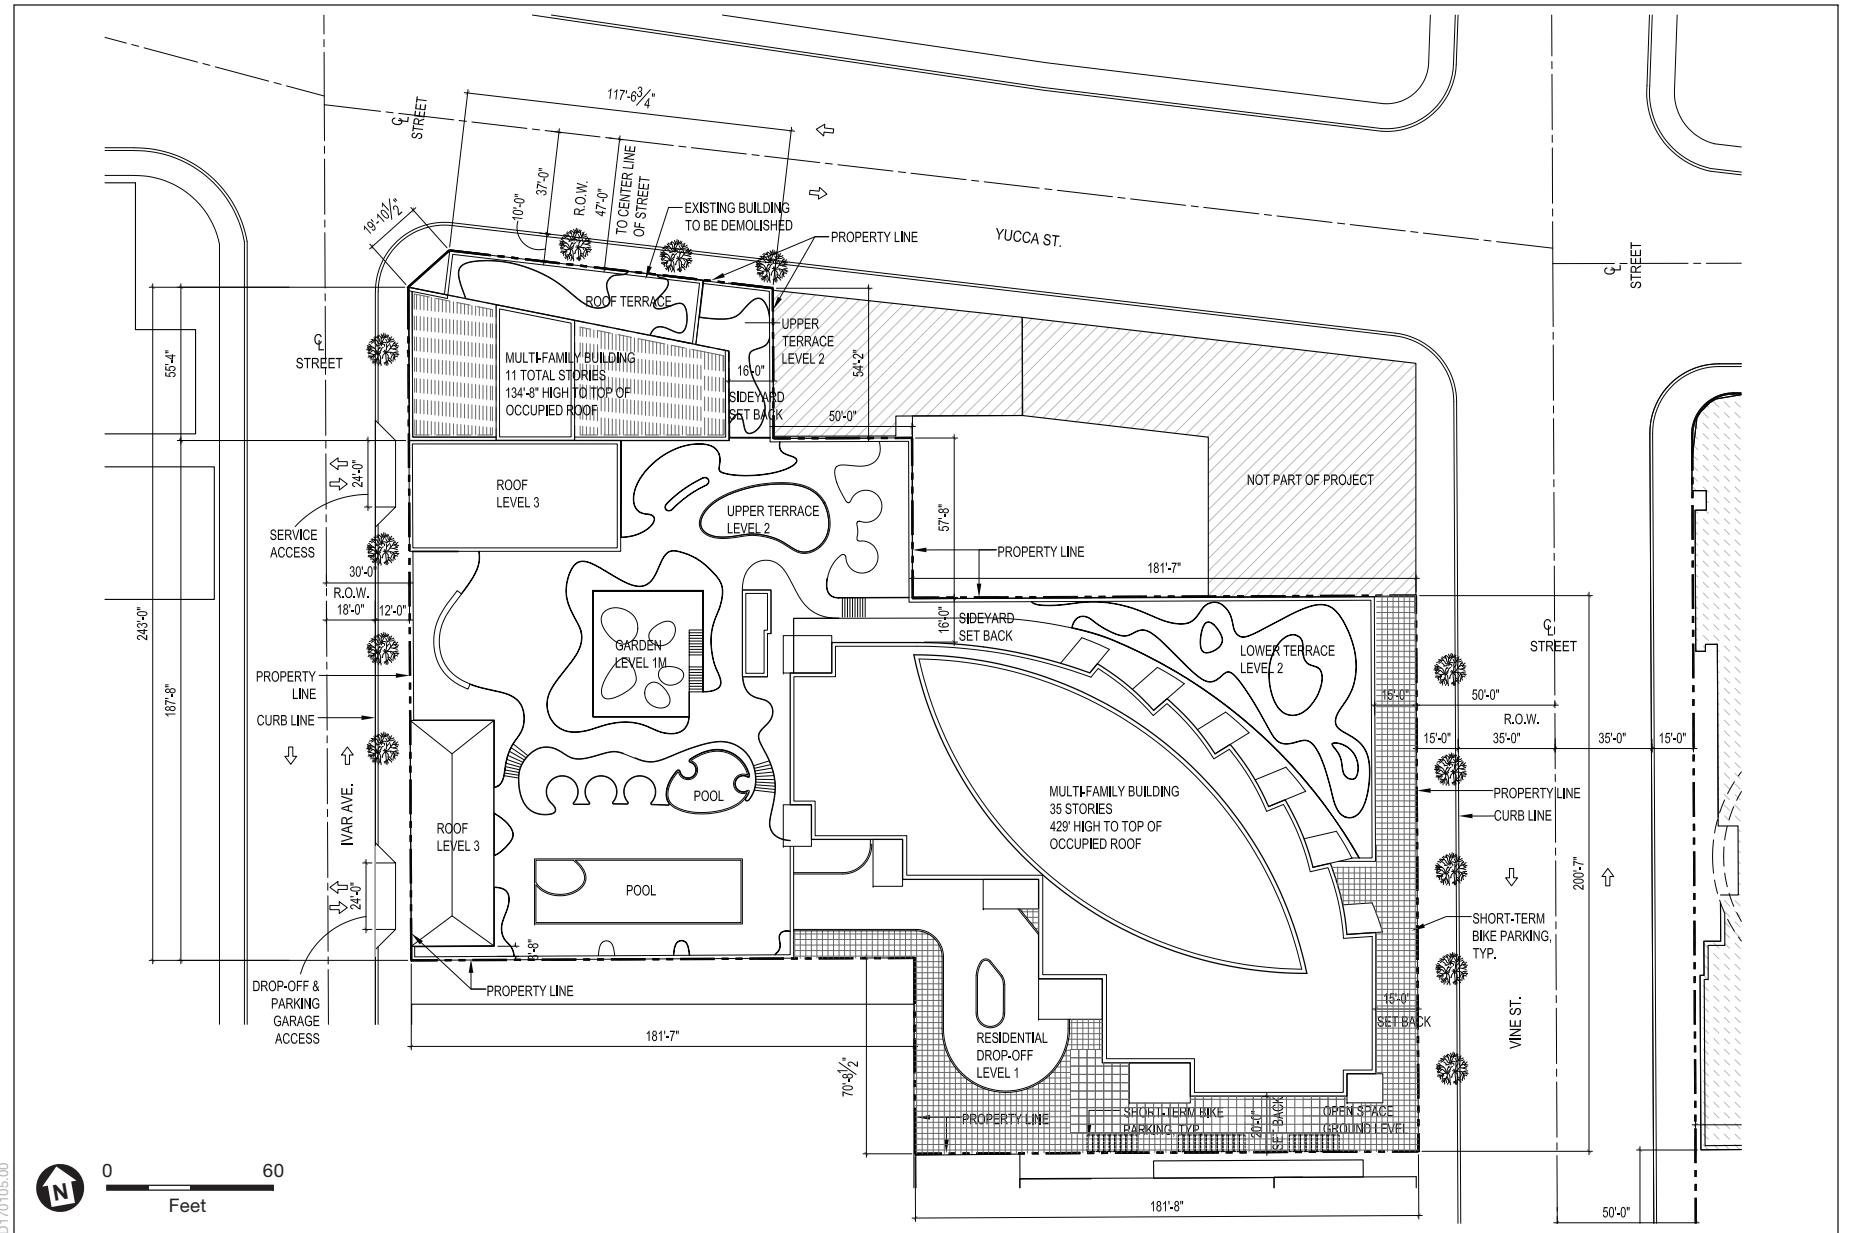 117'-6 3/4"
C L
STREET
19'-10 1/2"
10'-0"
37'-0"
R.O.W.
47'-0"
TO CENTER LINE
OF STREET
EXISTING BUILDING
TO BE DEMOLISHED
PROPERTY LINE
YUCCA ST.
C L
STREET
ROOF TERRACE
UPPER
TERRACE
LEVEL 2
C L
STREET
55'-4"
MULTI-FAMILY BUILDING
11 TOTAL STORIES
134'-8" HIGH TO TOP OF
OCCUPIED ROOF
16'-0"
SIDEYARD
SET BACK
54'-2"
50'-0"
24'-0"
ROOF
LEVEL 3
UPPER TERRACE
LEVEL 2
57'-8"
NOT PART OF PROJECT
SERVICE
ACCESS
PROPERTY LINE
181'-7"
30'-0"
R.O.W.
18'-0"
12'-0"
243'-0"
187'-8"
16'-0"
SIDEYARD
SET BACK
GARDEN
LEVEL 1M
LOWER TERRACE
LEVEL 2
C L
STREET
PROPERTY
LINE
CURB LINE
15'-0"
50'-0"
R.O.W.
15'-0"
35'-0"
35'-0"
15'-0"
IVAR AVE.
POOL
MULTI-FAMILY BUILDING
35 STORIES
429' HIGH TO TOP OF
OCCUPIED ROOF
PROPERTY LINE
CURB LINE
ROOF
LEVEL 3
24'-0"
POOL
200'-7"
SHORT-TERM
BIKE PARKING,
TYP.
DROP-OFF &
PARKING
GARAGE
ACCESS
PROPERTY LINE
15'-0"
SET BACK
VINE ST.
181'-7"
70'-8 1/2"
RESIDENTIAL
DROP-OFF
LEVEL 1
PROPERTY LINE
SHORT-TERM BIKE
PARKING, TYP.
20'-0"
SET BACK
OPEN SPACE
GROUND LEVEL
181'-8"
50'-0"
N
0 60
Feet